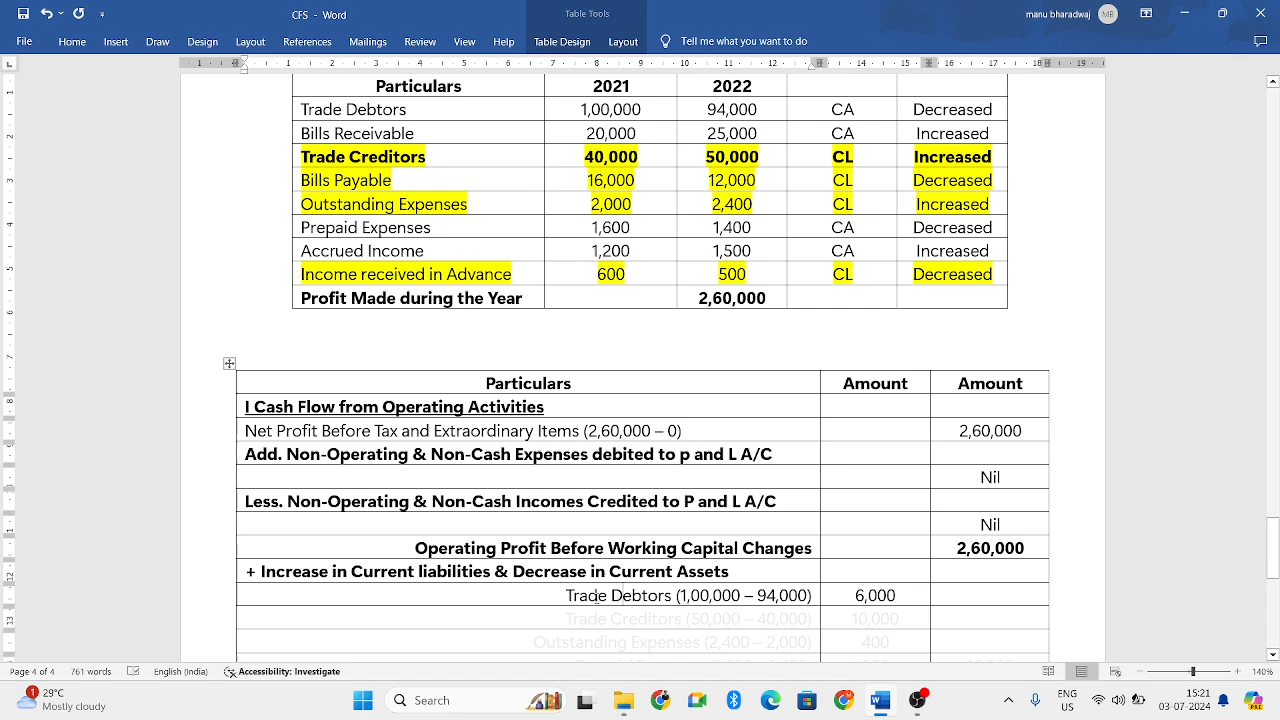 CFS - Word
Table Tools
manu bharadwaj MB
File Home Insert Draw Design Layout References Mailings Review View Help Table Design Layout Tell me what you want to do
Particulars 2021 2022
Trade Debtors 1,00,000 94,000 CA Decreased
Bills Receivable 20,000 25,000 CA Increased
Trade Creditors 40,000 50,000 CL Increased
Bills Payable 16,000 12,000 CL Decreased
Outstanding Expenses 2,000 2,400 CL Increased
Prepaid Expenses 1,600 1,400 CA Decreased
Accrued Income 1,200 1,500 CA Increased
Income received in Advance 600 500 CL Decreased
Profit Made during the Year 2,60,000
Particulars Amount Amount
I Cash Flow from Operating Activities
Net Profit Before Tax and Extraordinary Items (2,60,000 – 0) 2,60,000
Add. Non-Operating & Non-Cash Expenses debited to p and L A/C
Nil
Less. Non-Operating & Non-Cash Incomes Credited to P and L A/C
Nil
Operating Profit Before Working Capital Changes 2,60,000
+ Increase in Current liabilities & Decrease in Current Assets
Trade Debtors (1,00,000 – 94,000) 6,000
Trade Creditors (50,000 – 40,000) 10,000
Outstanding Expenses (2,400 – 2,000) 400
Page 4 of 4 761 words English (India) Accessibility: Investigate 140%
29°C
Mostly cloudy
Search
ENG
US
15:21
03-07-2024